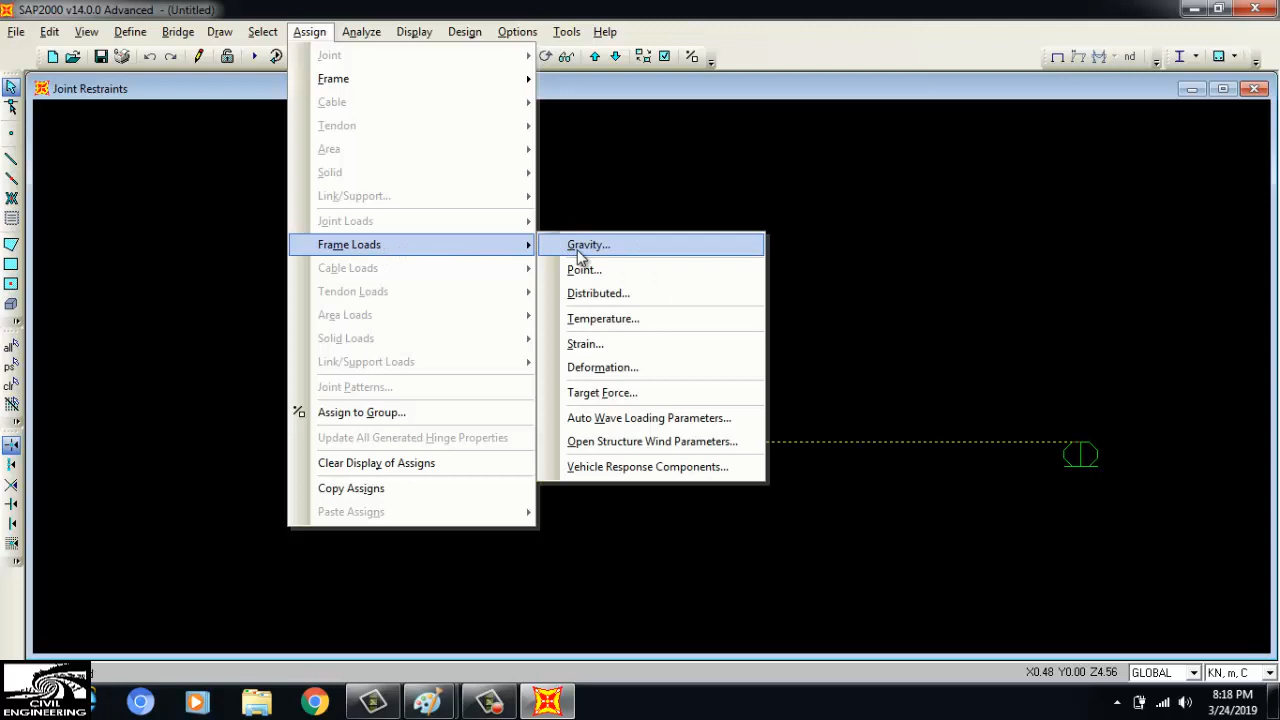 SAP2000 v14.0.0 Advanced - (Untitled)
File Edit View Bridge Define Draw Select Assign Analyze Display Design Options Tools Help
nd
Joint Restraints
Joint
Frame
Cable
Tendon
Area
Solid
Link/Support...
Joint Loads
Frame Loads
Cable Loads
Tendon Loads
Area Loads
Solid Loads
Link/Support Loads
Joint Patterns...
Assign to Group...
Update All Generated Hinge Properties
Clear Display of Assigns
Copy Assigns
Paste Assigns
Gravity...
Point...
Distributed...
Temperature...
Strain...
Deformation...
Target Force...
Auto Wave Loading Parameters...
Open Structure Wind Parameters...
Vehicle Response Components...
all
ps
clr
X0.48 Y0.00 Z4.56 GLOBAL KN, m, C
CIVIL
ENGINEERING
8:18 PM
3/24/2019